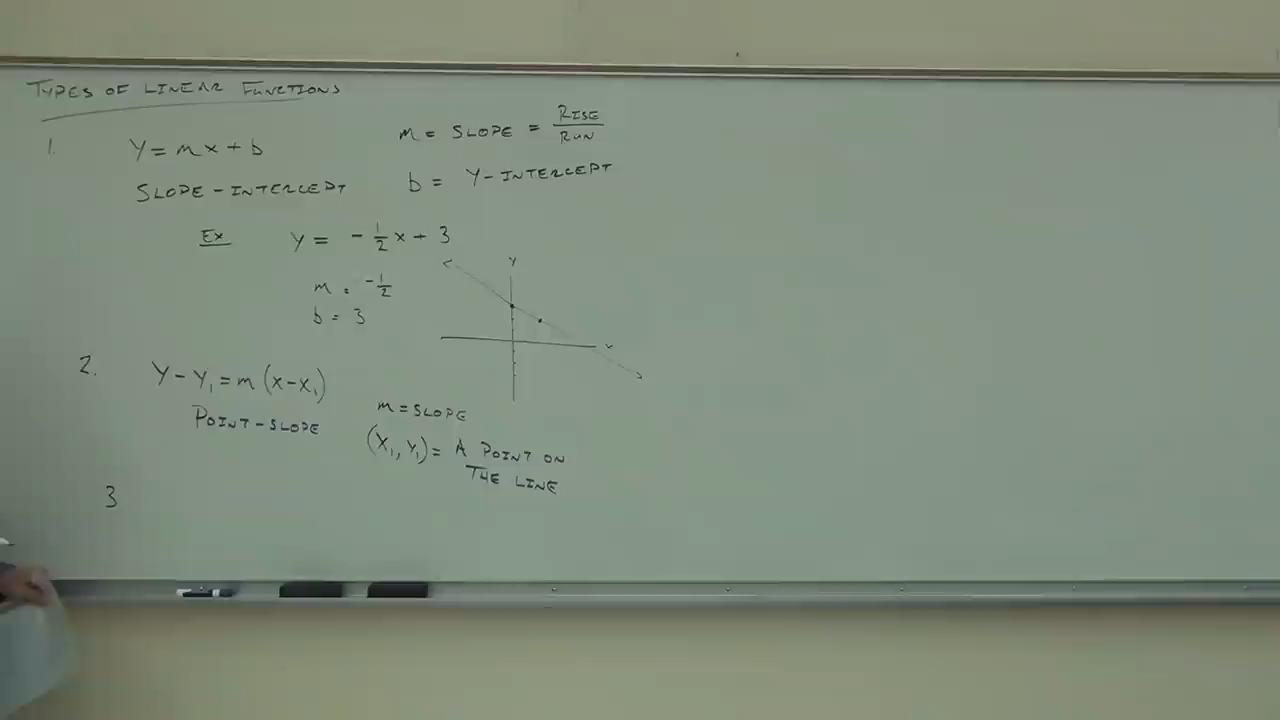 TYPES OF LINEAR FUNCTIONS
1. Y = mx + b m = SLOPE = RISE/RUN
SLOPE-INTERCEPT b = Y-INTERCEPT
Ex Y = -1/2 x + 3
m = -1/2
b = 3
Y
X
2. Y - Y₁ = m(X - X₁)
POINT-SLOPE m = SLOPE
(X₁, Y₁) = A POINT ON
THE LINE
3